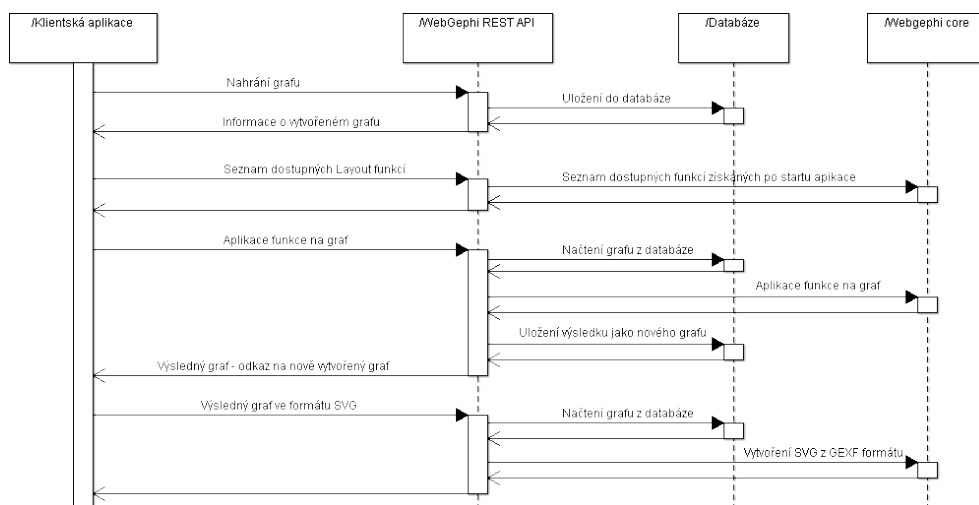 /Klientská aplikace
/WebGephi REST API
/Databáze
/Webgephi core
Nahrání grafu
Uložení do databáze
Informace o vytvořeném grafu
Seznam dostupných Layout funkcí
Seznam dostupných funkcí získaných po startu apikace
Aplikace funkce na graf
Načtení grafu z databáze
Aplikace funkce na graf
Uložení výsledku jako nového grafu
Výsledný graf - odkaz na nově vytvořený graf
Výsledný graf ve formátu SVG
Načtení grafu z databáze
Vytvoření SVG z GEXF formátu